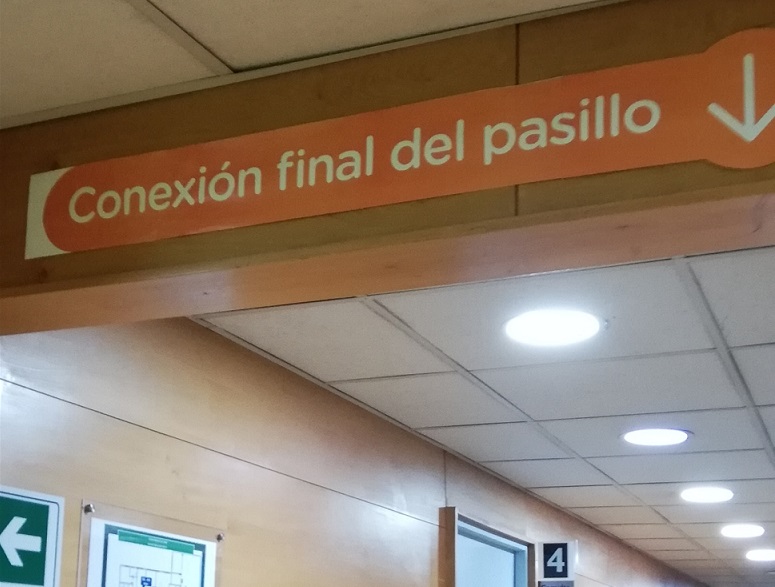 Conexión final del pasillo
4